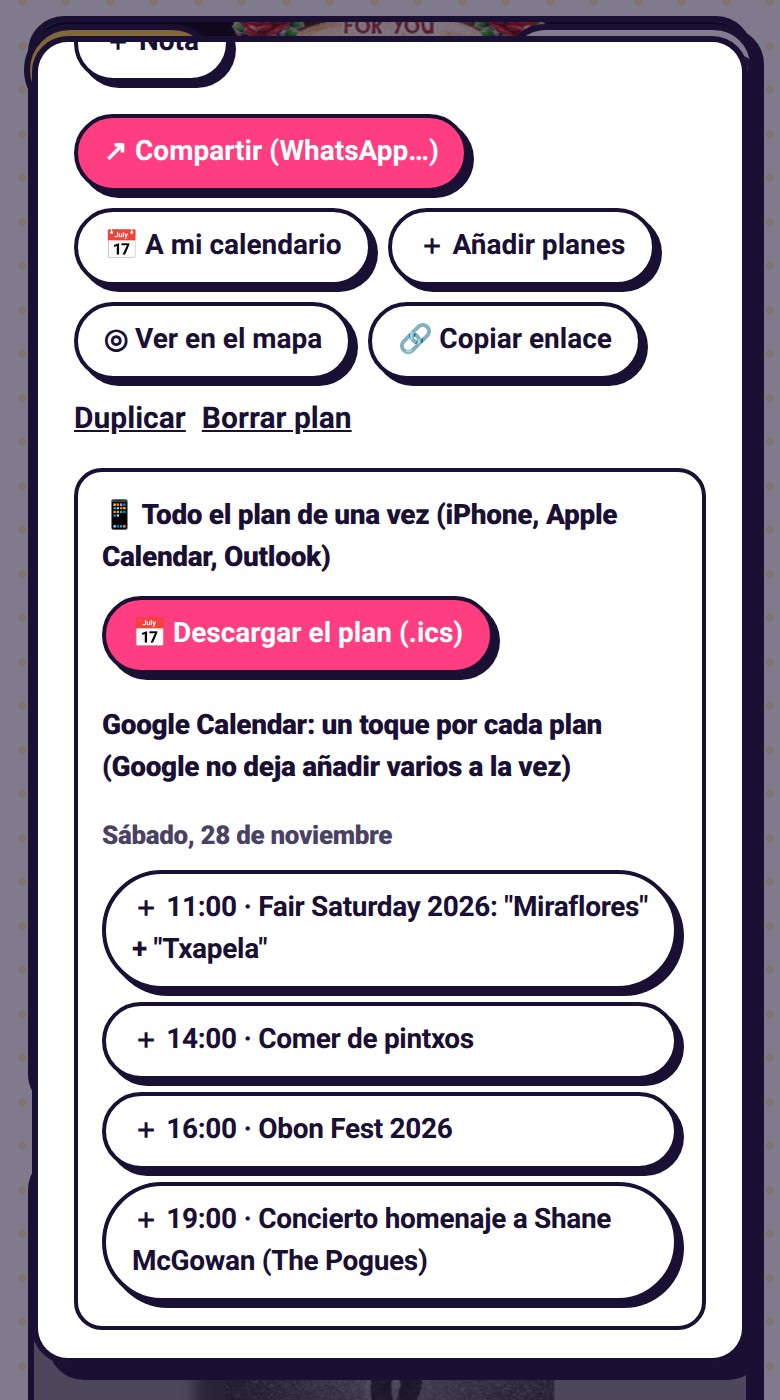 FOR YOU
+ Nota
↗ Compartir (WhatsApp...)
📅 A mi calendario
+ Añadir planes
◎ Ver en el mapa
🔗 Copiar enlace
Duplicar Borrar plan
📱 Todo el plan de una vez (iPhone, Apple
Calendar, Outlook)
📅 Descargar el plan (.ics)
Google Calendar: un toque por cada plan
(Google no deja añadir varios a la vez)
Sábado, 28 de noviembre
+ 11:00 · Fair Saturday 2026: "Miraflores"
+ "Txapela"
+ 14:00 · Comer de pintxos
+ 16:00 · Obon Fest 2026
+ 19:00 · Concierto homenaje a Shane
McGowan (The Pogues)